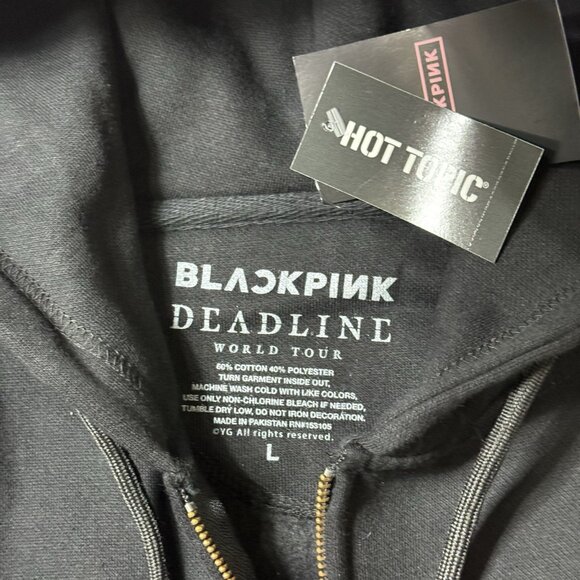 BLACKPINK
HOT TOPIC®
BLACKPINK
DEADLINE
WORLD TOUR
60% COTTON 40% POLYESTER
TURN GARMENT INSIDE OUT,
MACHINE WASH COLD WITH LIKE COLORS,
USE ONLY NON-CHLORINE BLEACH IF NEEDED,
TUMBLE DRY LOW, DO NOT IRON DECORATION.
MADE IN PAKISTAN RN#153105
©YG All rights reserved.
L